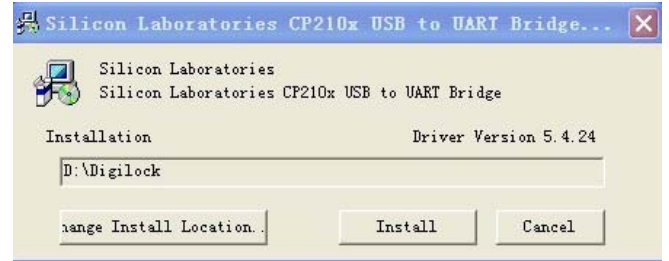 Silicon Laboratories CP210x USB to UART Bridge...
Silicon Laboratories
Silicon Laboratories CP210x USB to UART Bridge
Installation Driver Version 5.4.24
D:\Digilock
Install Location.. Install Cancel